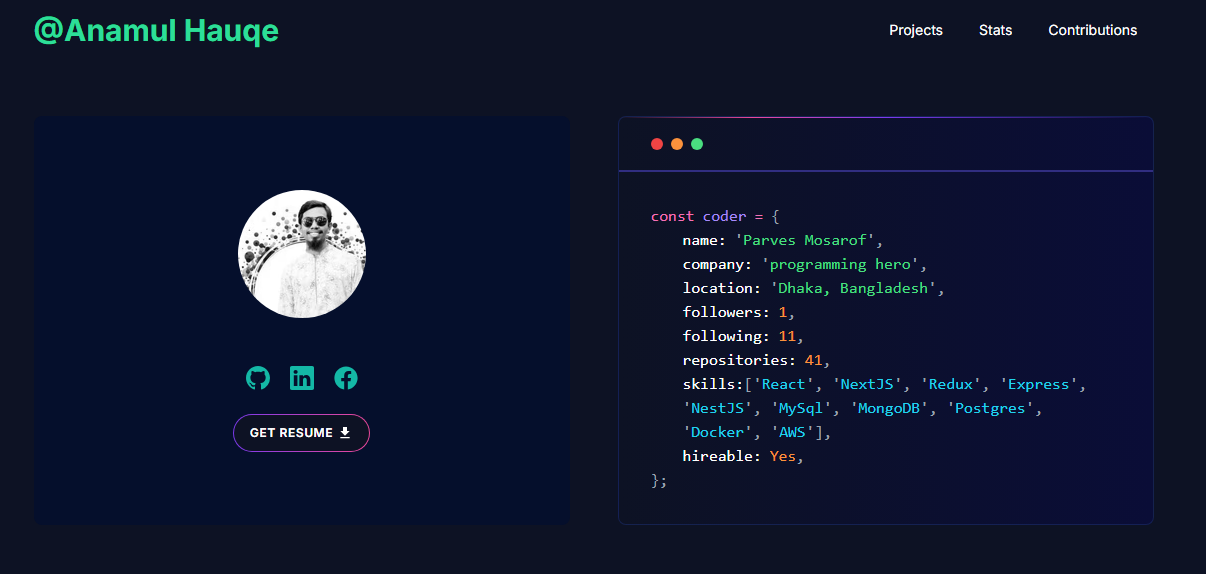 @Anamul Hauqe
Projects Stats Contributions
GET RESUME
const coder = {
name: 'Parves Mosarof',
company: 'programming hero',
location: 'Dhaka, Bangladesh',
followers: 1,
following: 11,
repositories: 41,
skills:['React', 'NextJS', 'Redux', 'Express',
'NestJS', 'MySql', 'MongoDB', 'Postgres',
'Docker', 'AWS'],
hireable: Yes,
};